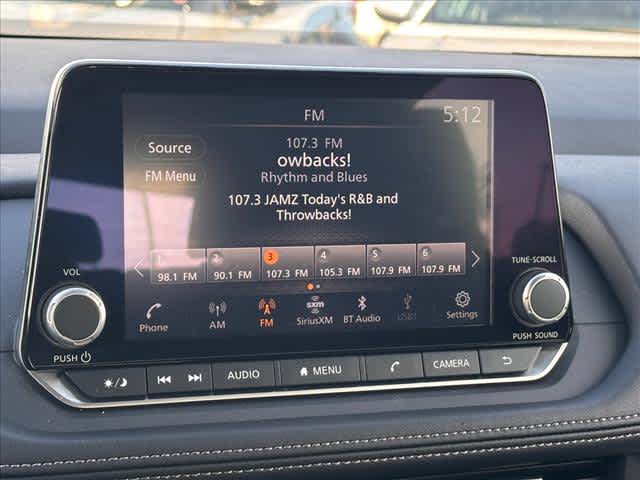 FM
5:12
Source
107.3 FM
owbacks!
FM Menu
Rhythm and Blues
107.3 JAMZ Today's R&B and
Throwbacks!
1 2 3 4 5 6
98.1 FM 90.1 FM 107.3 FM 105.3 FM 107.9 FM 107.9 FM
Phone AM FM sxm SiriusXM BT Audio USB1 Settings
VOL
PUSH
TUNE-SCROLL
PUSH SOUND
AUDIO MENU CAMERA